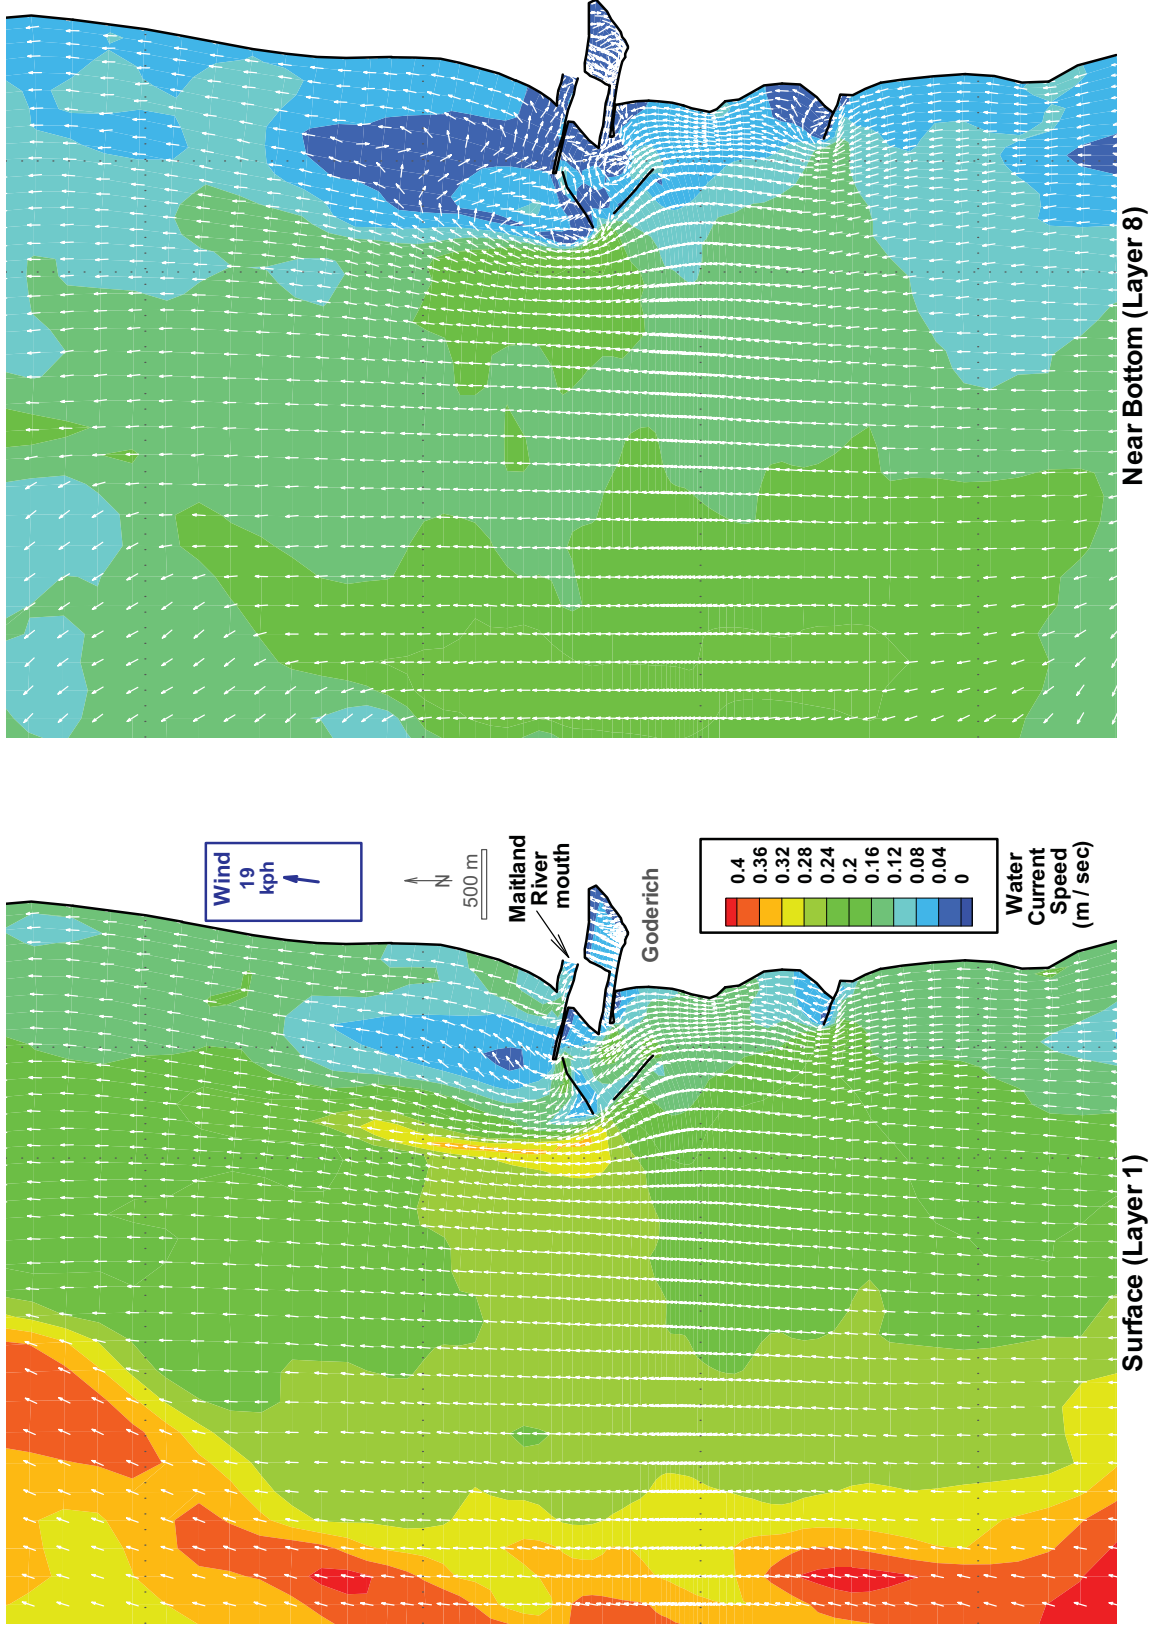 Wind
19
kph
N
500 m
Maitland
River
mouth
Goderich
0.4
0.36
0.32
0.28
0.24
0.2
0.16
0.12
0.08
0.04
0
Water
Current
Speed
(m / sec)
Surface (Layer 1)
Near Bottom (Layer 8)